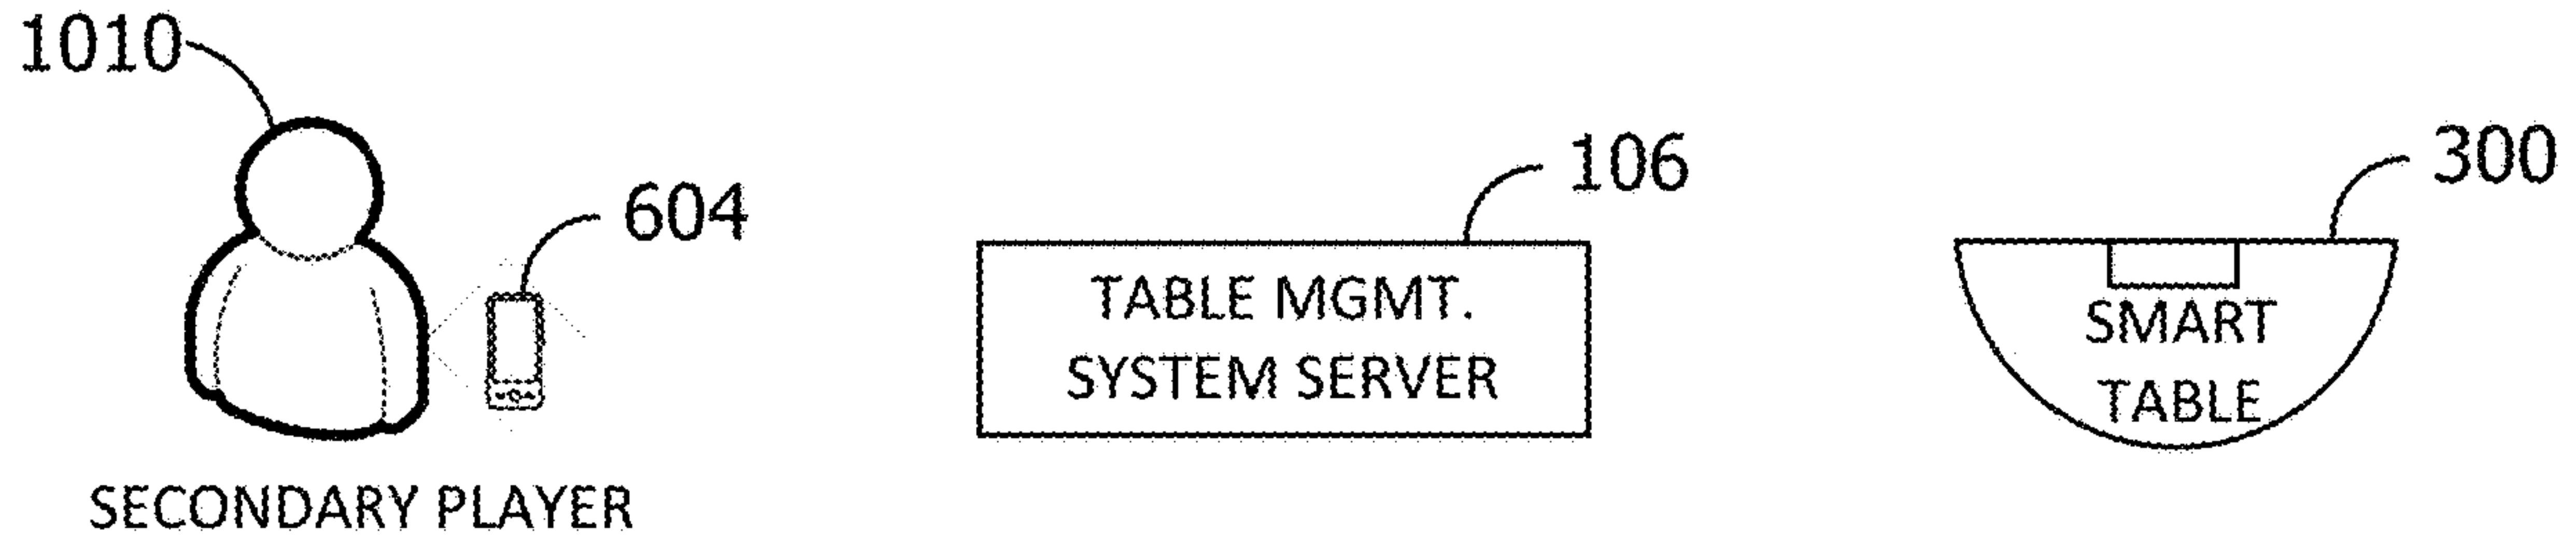 1010
604
SECONDARY PLAYER
106
TABLE MGMT.
SYSTEM SERVER
300
SMART
TABLE